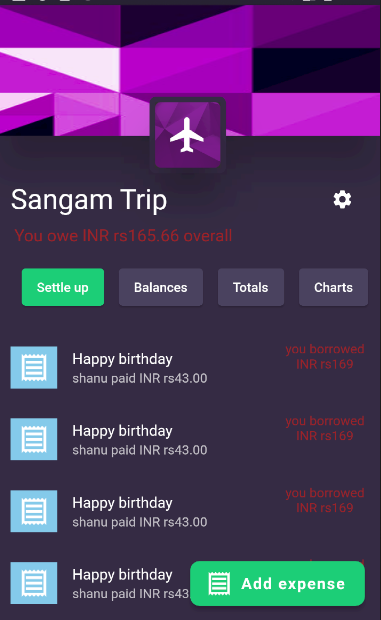 Sangam Trip
You owe INR rs165.66 overall
Settle up
Balances
Totals
Charts
Happy birthday
shanu paid INR rs43.00
you borrowed
INR rs169
Happy birthday
shanu paid INR rs43.00
you borrowed
INR rs169
Happy birthday
shanu paid INR rs43.00
you borrowed
INR rs169
Happy birthday
shanu paid INR rs43
Add expense